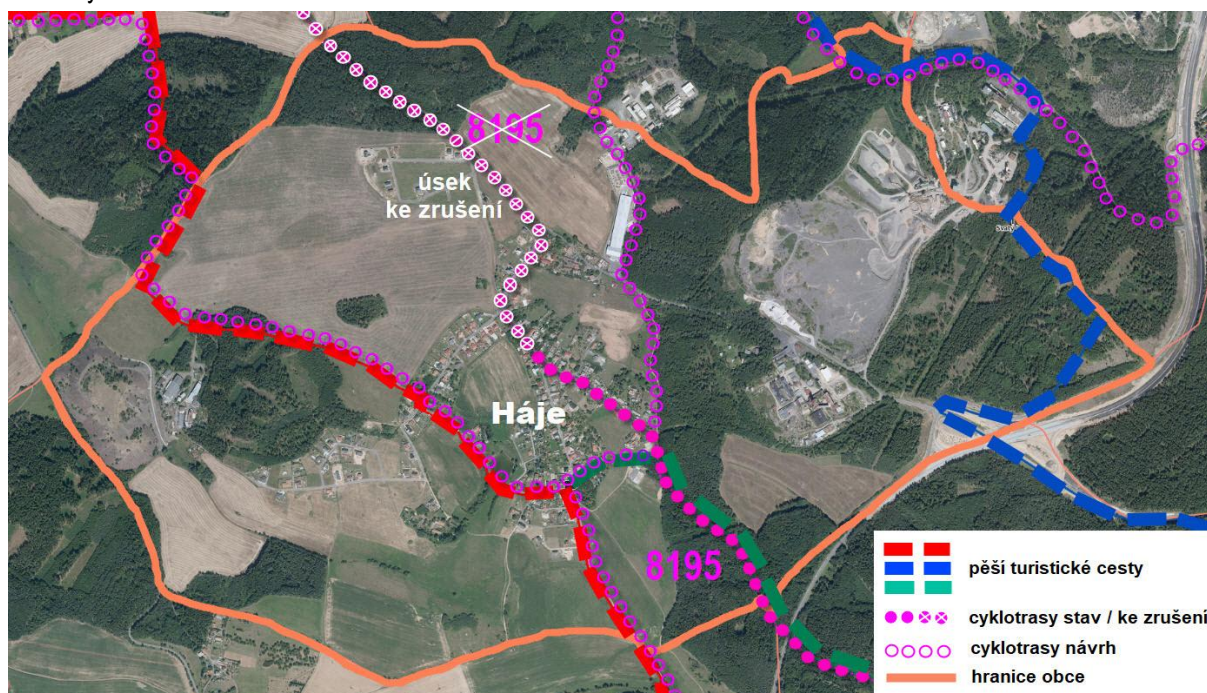 8195
úsek
ke zrušení
Háje
8195
pěší turistické cesty
cyklotrasy stav / ke zrušení
cyklotrasy návrh
hranice obce